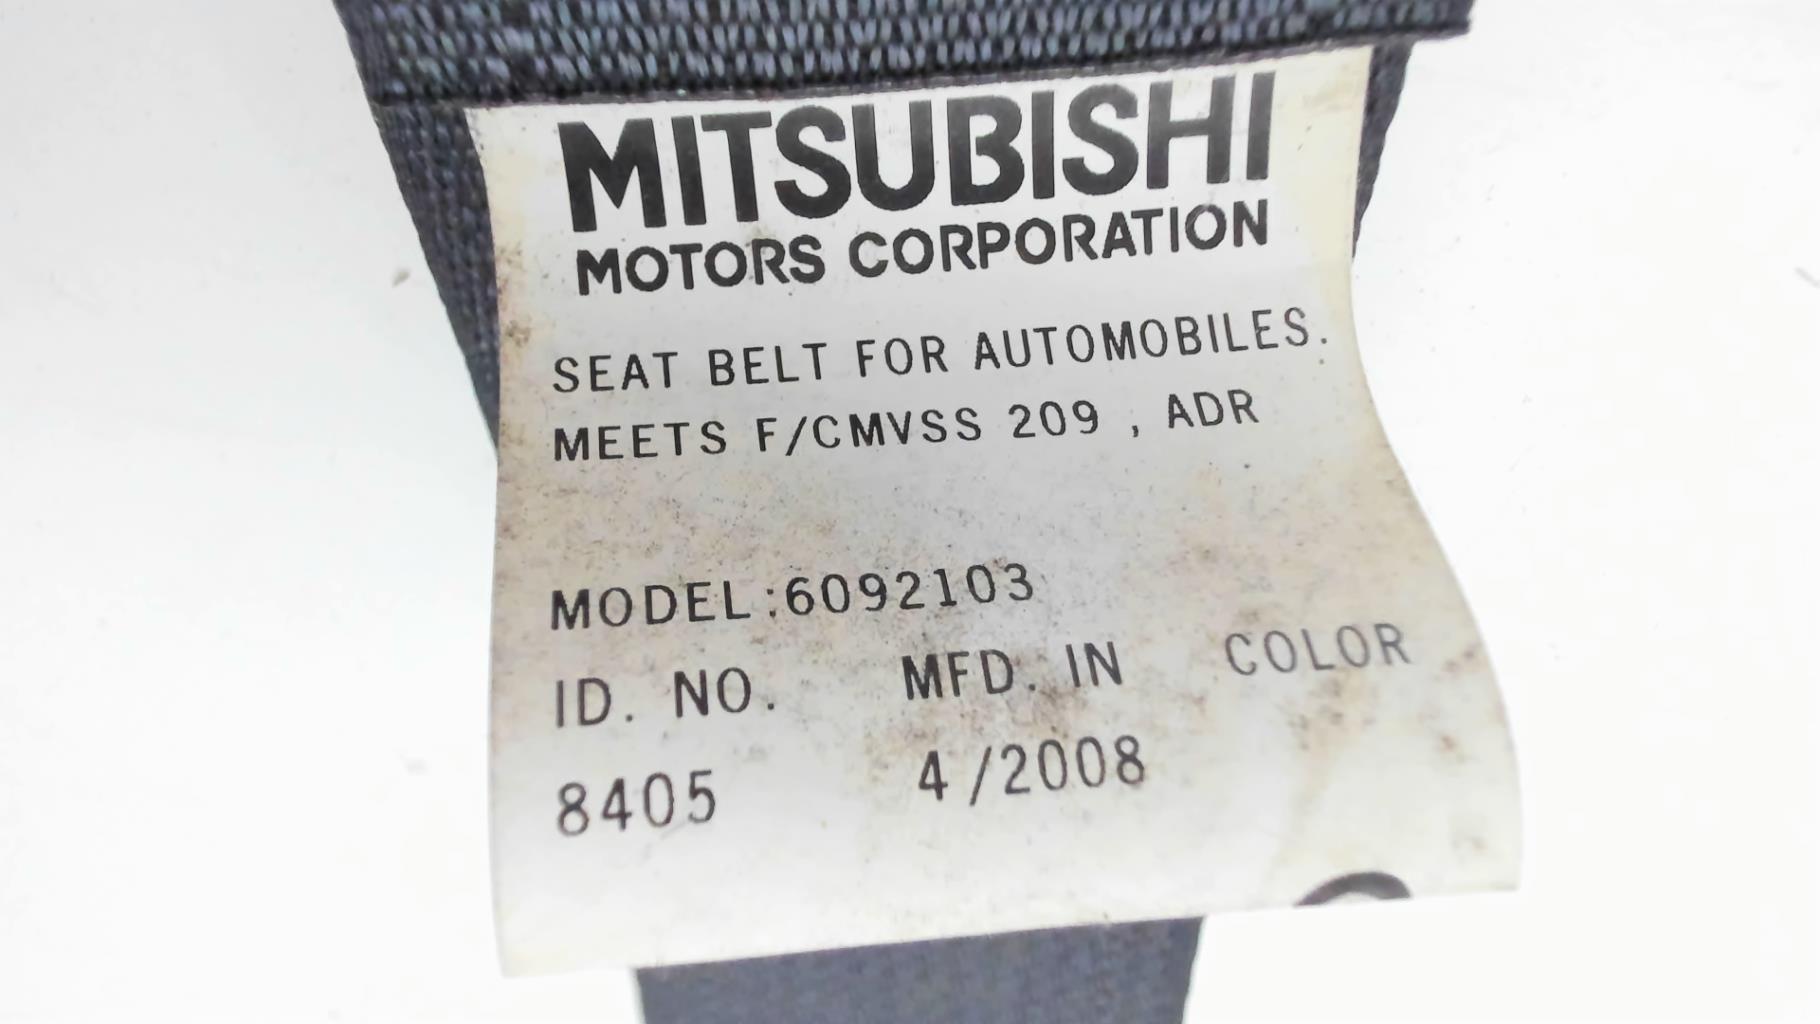 MITSUBISHI
MOTORS CORPORATION
SEAT BELT FOR AUTOMOBILES.
MEETS F/CMVSS 209 , ADR
MODEL:6092103
ID. NO. MFD. IN COLOR
8405 4/2008